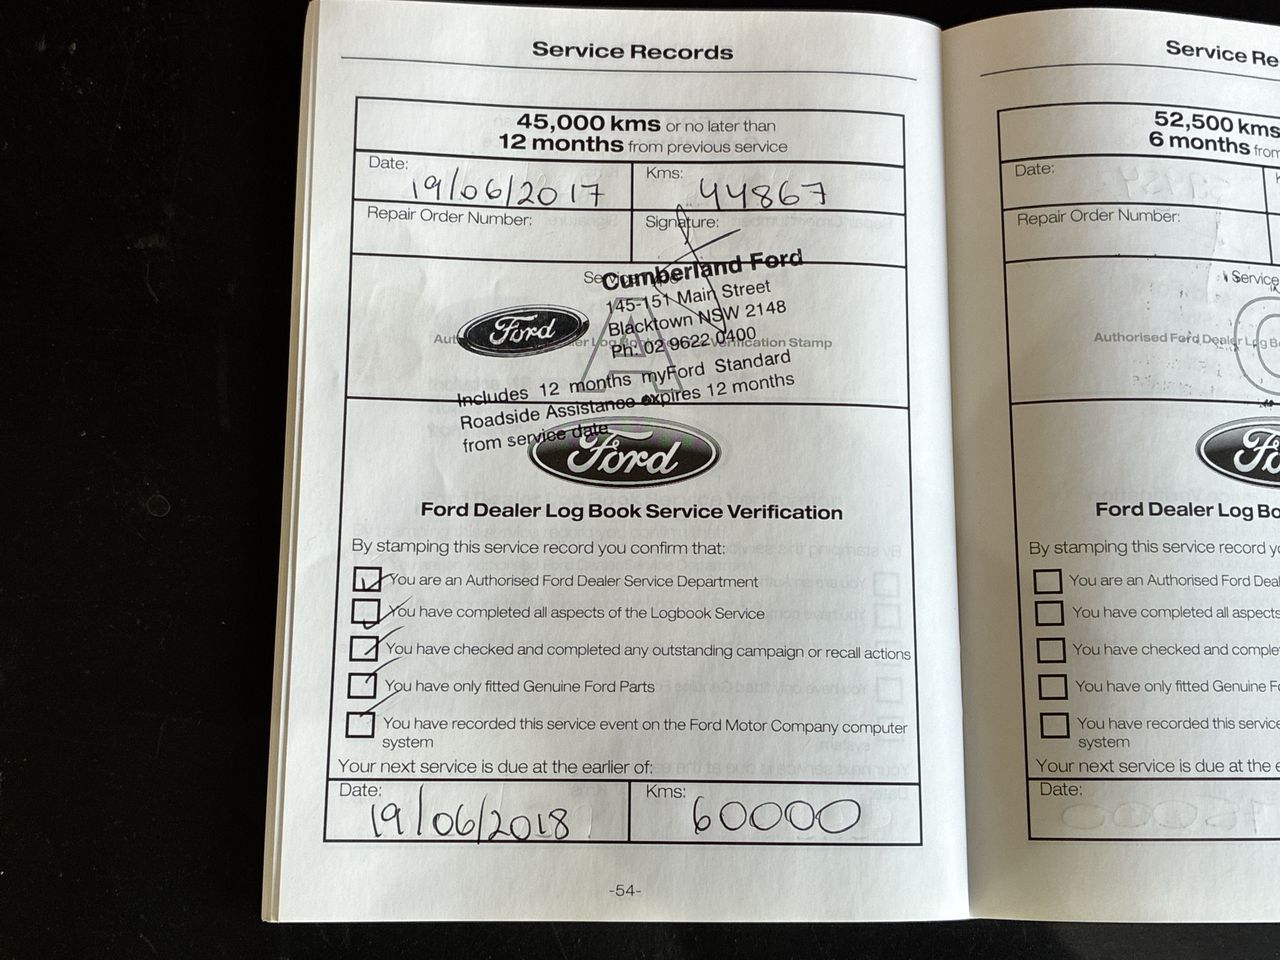 Service Records
45,000 kms or no later than
12 months from previous service
Date:
19/06/2017
Kms:
44867
Repair Order Number:
Signature:
Cumberland Ford
145-151 Main Street
Blacktown NSW 2148
Ph: 02 9622 0400
Ford
A
Verification Stamp
Includes 12 months myFord Standard
Roadside Assistance expires 12 months
from service date
Ford
Ford Dealer Log Book Service Verification
By stamping this service record you confirm that:
You are an Authorised Ford Dealer Service Department
You have completed all aspects of the Logbook Service
You have checked and completed any outstanding campaign or recall actions
You have only fitted Genuine Ford Parts
You have recorded this service event on the Ford Motor Company computer
system
Your next service is due at the earlier of:
Date:
19/06/2018
Kms:
60000
-54-
Service Re
52,500 kms
6 months from
Date:
Repair Order Number:
Service
Authorised Ford Dealer Log Bo
Fo
Ford Dealer Log Bo
By stamping this service record yo
You are an Authorised Ford Deal
You have completed all aspects
You have checked and comple
You have only fitted Genuine Fo
You have recorded this service
system
Your next service is due at the e
Date: